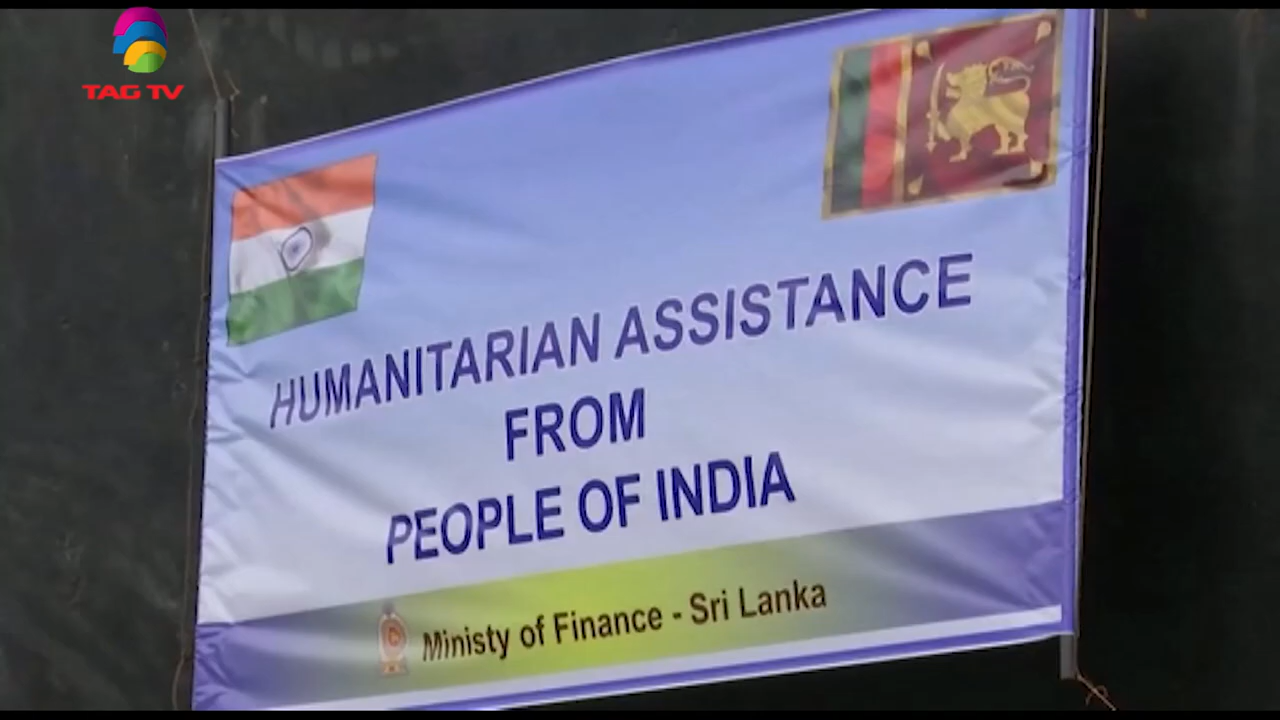 TAG TV
HUMANITARIAN ASSISTANCE
FROM
PEOPLE OF INDIA
Ministy of Finance - Sri Lanka